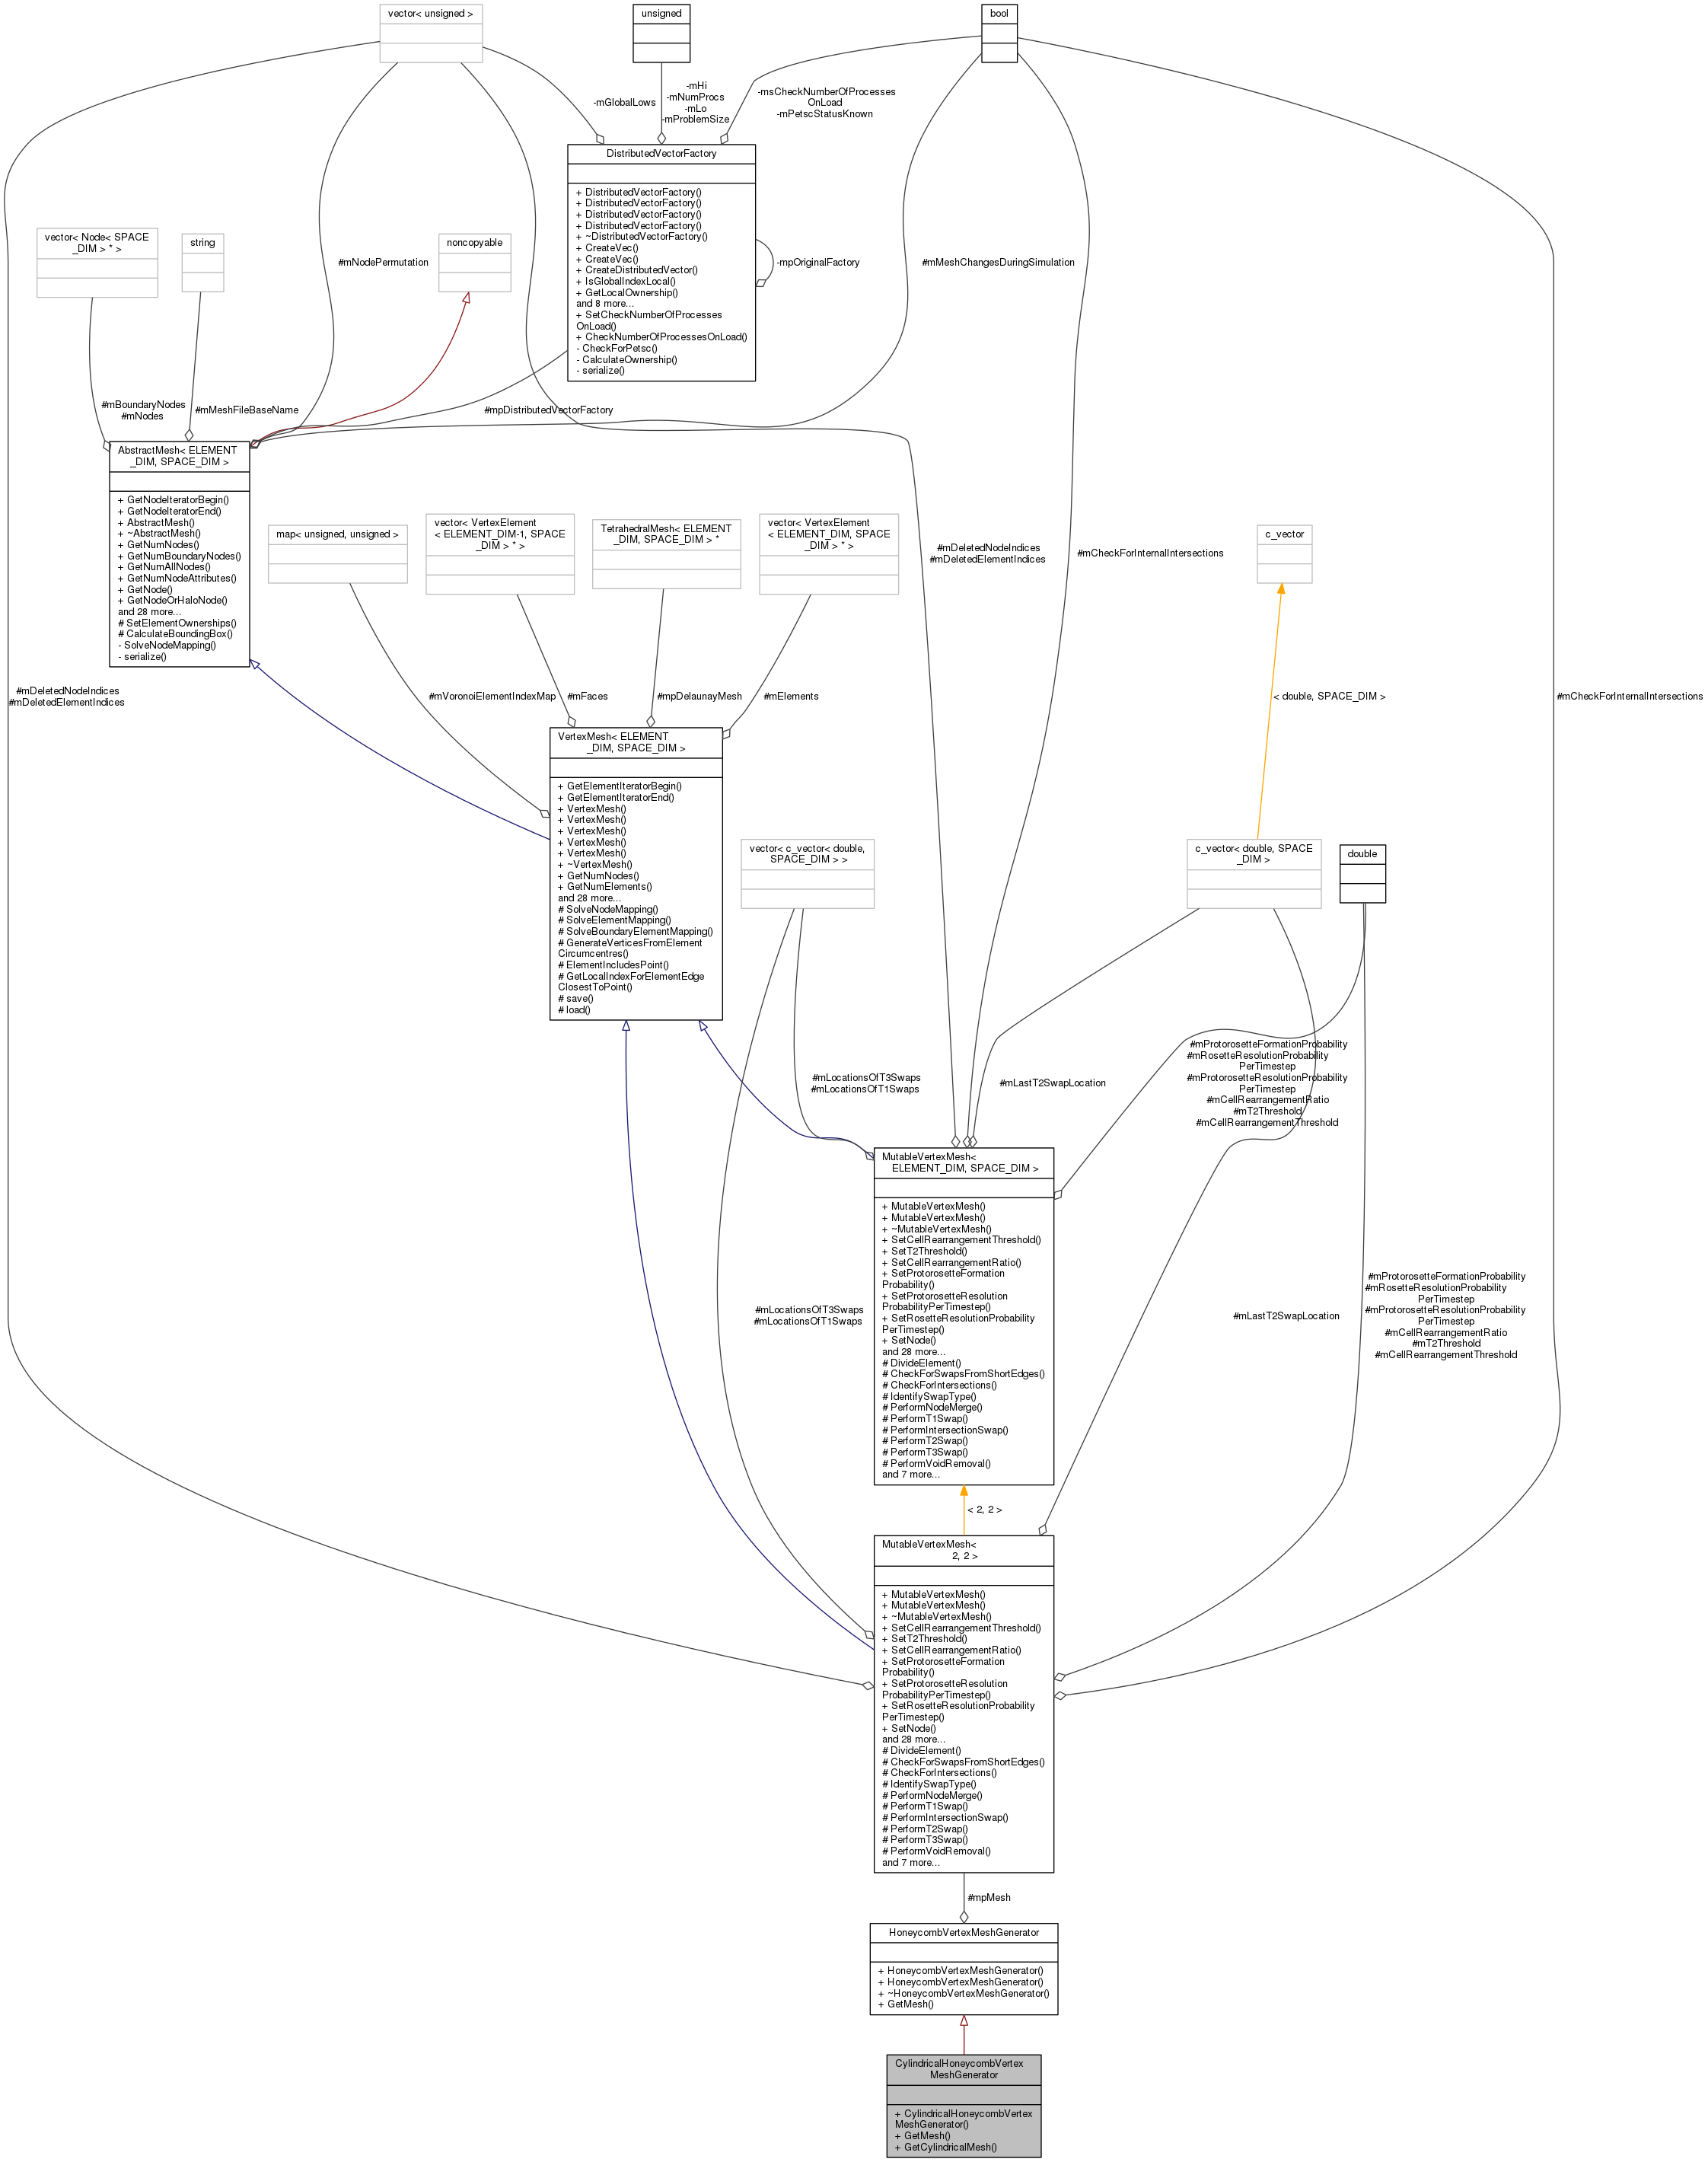 vector< unsigned >
unsigned
bool
-mGlobalLows
-mHi
-mNumProcs
-mLo
-mProblemSize
-msCheckNumberOfProcesses
OnLoad
-mPetscStatusKnown
DistributedVectorFactory
+ DistributedVectorFactory()
+ DistributedVectorFactory()
+ DistributedVectorFactory()
+ DistributedVectorFactory()
+ ~DistributedVectorFactory()
+ CreateVec()
+ CreateVec()
+ CreateDistributedVector()
+ IsGlobalIndexLocal()
+ GetLocalOwnership()
and 8 more...
+ SetCheckNumberOfProcesses
OnLoad()
+ CheckNumberOfProcessesOnLoad()
- CheckForPetsc()
- CalculateOwnership()
- serialize()
-mpOriginalFactory
vector< Node< SPACE
_DIM > * >
string
noncopyable
#mNodePermutation
#mMeshChangesDuringSimulation
#mBoundaryNodes
#mNodes
#mMeshFileBaseName
#mpDistributedVectorFactory
AbstractMesh< ELEMENT
_DIM, SPACE_DIM >
+ GetNodeIteratorBegin()
+ GetNodeIteratorEnd()
+ AbstractMesh()
+ ~AbstractMesh()
+ GetNumNodes()
+ GetNumBoundaryNodes()
+ GetNumAllNodes()
+ GetNumNodeAttributes()
+ GetNode()
+ GetNodeOrHaloNode()
and 28 more...
# SetElementOwnerships()
# CalculateBoundingBox()
- SolveNodeMapping()
- serialize()
map< unsigned, unsigned >
vector< VertexElement
< ELEMENT_DIM-1, SPACE
_DIM > * >
TetrahedralMesh< ELEMENT
_DIM, SPACE_DIM > *
vector< VertexElement
< ELEMENT_DIM, SPACE
_DIM > * >
#mDeletedNodeIndices
#mDeletedElementIndices
#mCheckForInternalIntersections
c_vector
#mDeletedNodeIndices
#mDeletedElementIndices
#mVoronoiElementIndexMap
#mFaces
#mpDelaunayMesh
#mElements
< double, SPACE_DIM >
#mCheckForInternalIntersections
VertexMesh< ELEMENT
_DIM, SPACE_DIM >
+ GetElementIteratorBegin()
+ GetElementIteratorEnd()
+ VertexMesh()
+ VertexMesh()
+ VertexMesh()
+ VertexMesh()
+ VertexMesh()
+ ~VertexMesh()
+ GetNumNodes()
+ GetNumElements()
and 28 more...
# SolveNodeMapping()
# SolveElementMapping()
# SolveBoundaryElementMapping()
# GenerateVerticesFromElement
Circumcentres()
# ElementIncludesPoint()
# GetLocalIndexForElementEdge
ClosestToPoint()
# save()
# load()
vector< c_vector< double,
SPACE_DIM > >
c_vector< double, SPACE
_DIM >
double
#mLocationsOfT3Swaps
#mLocationsOfT1Swaps
#mLastT2SwapLocation
#mProtorosetteFormationProbability
#mRosetteResolutionProbability
PerTimestep
#mProtorosetteResolutionProbability
PerTimestep
#mCellRearrangementRatio
#mT2Threshold
#mCellRearrangementThreshold
MutableVertexMesh<
ELEMENT_DIM, SPACE_DIM >
+ MutableVertexMesh()
+ MutableVertexMesh()
+ ~MutableVertexMesh()
+ SetCellRearrangementThreshold()
+ SetT2Threshold()
+ SetCellRearrangementRatio()
+ SetProtorosetteFormation
Probability()
+ SetProtorosetteResolution
ProbabilityPerTimestep()
+ SetRosetteResolutionProbability
PerTimestep()
+ SetNode()
and 28 more...
# DivideElement()
# CheckForSwapsFromShortEdges()
# CheckForIntersections()
# IdentifySwapType()
# PerformNodeMerge()
# PerformT1Swap()
# PerformIntersectionSwap()
# PerformT2Swap()
# PerformT3Swap()
# PerformVoidRemoval()
and 7 more...
#mLocationsOfT3Swaps
#mLocationsOfT1Swaps
#mLastT2SwapLocation
#mProtorosetteFormationProbability
#mRosetteResolutionProbability
PerTimestep
#mProtorosetteResolutionProbability
PerTimestep
#mCellRearrangementRatio
#mT2Threshold
#mCellRearrangementThreshold
< 2, 2 >
MutableVertexMesh<
2, 2 >
+ MutableVertexMesh()
+ MutableVertexMesh()
+ ~MutableVertexMesh()
+ SetCellRearrangementThreshold()
+ SetT2Threshold()
+ SetCellRearrangementRatio()
+ SetProtorosetteFormation
Probability()
+ SetProtorosetteResolution
ProbabilityPerTimestep()
+ SetRosetteResolutionProbability
PerTimestep()
+ SetNode()
and 28 more...
# DivideElement()
# CheckForSwapsFromShortEdges()
# CheckForIntersections()
# IdentifySwapType()
# PerformNodeMerge()
# PerformT1Swap()
# PerformIntersectionSwap()
# PerformT2Swap()
# PerformT3Swap()
# PerformVoidRemoval()
and 7 more...
#mpMesh
HoneycombVertexMeshGenerator
+ HoneycombVertexMeshGenerator()
+ HoneycombVertexMeshGenerator()
+ ~HoneycombVertexMeshGenerator()
+ GetMesh()
CylindricalHoneycombVertex
MeshGenerator
+ CylindricalHoneycombVertex
MeshGenerator()
+ GetMesh()
+ GetCylindricalMesh()